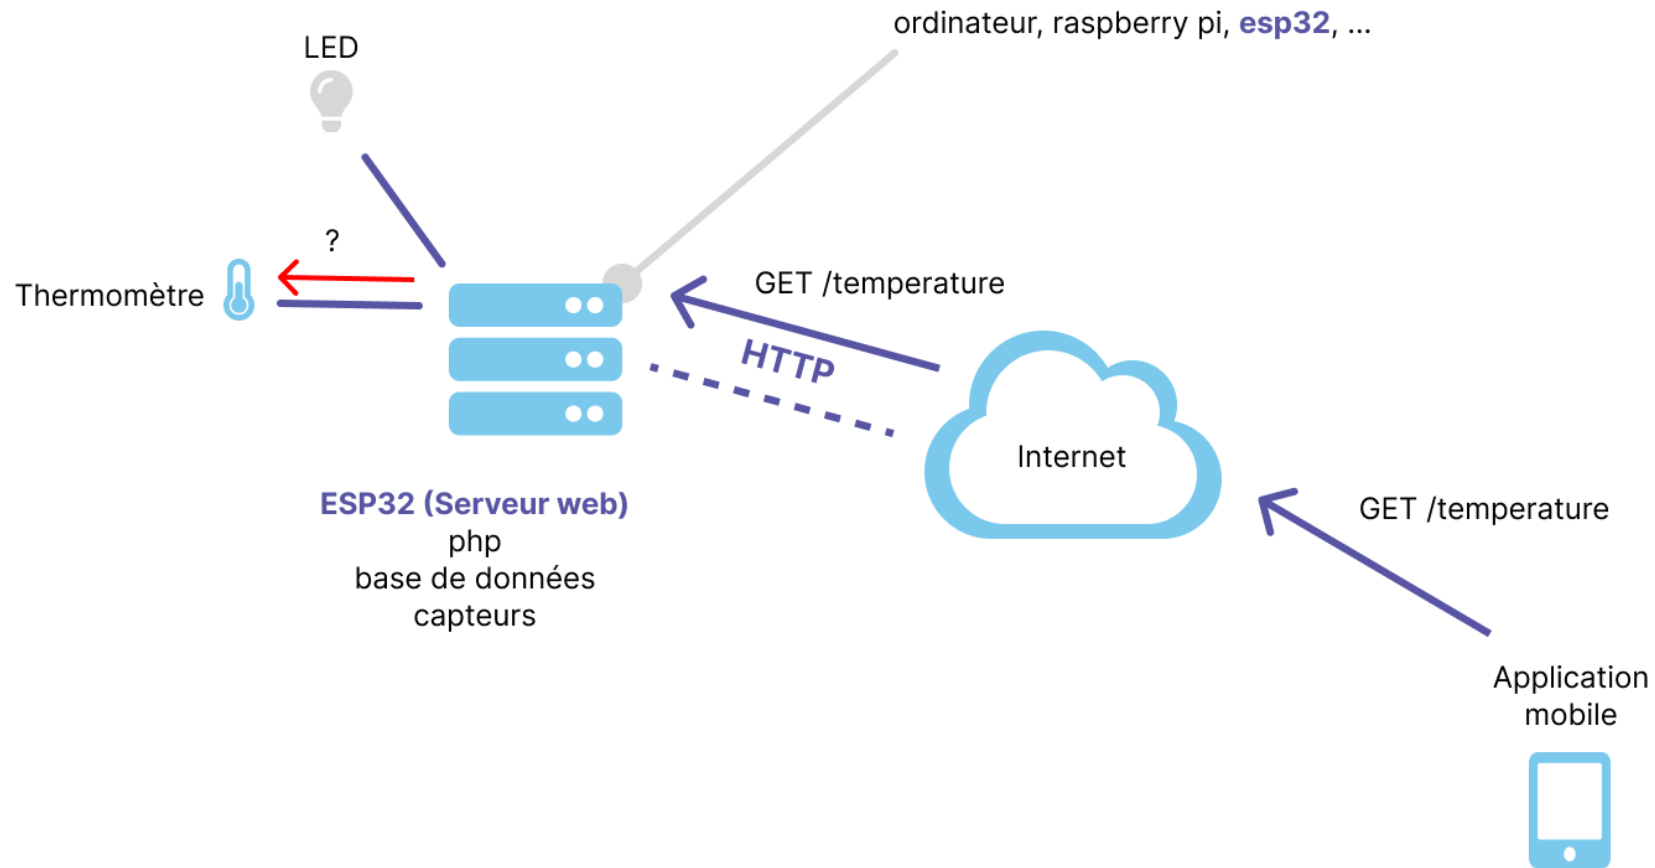 ordinateur, raspberry pi, esp32, ...
LED
?
Thermomètre
GET /temperature
HTTP
Internet
ESP32 (Serveur web)
php
base de données
capteurs
GET /temperature
Application
mobile